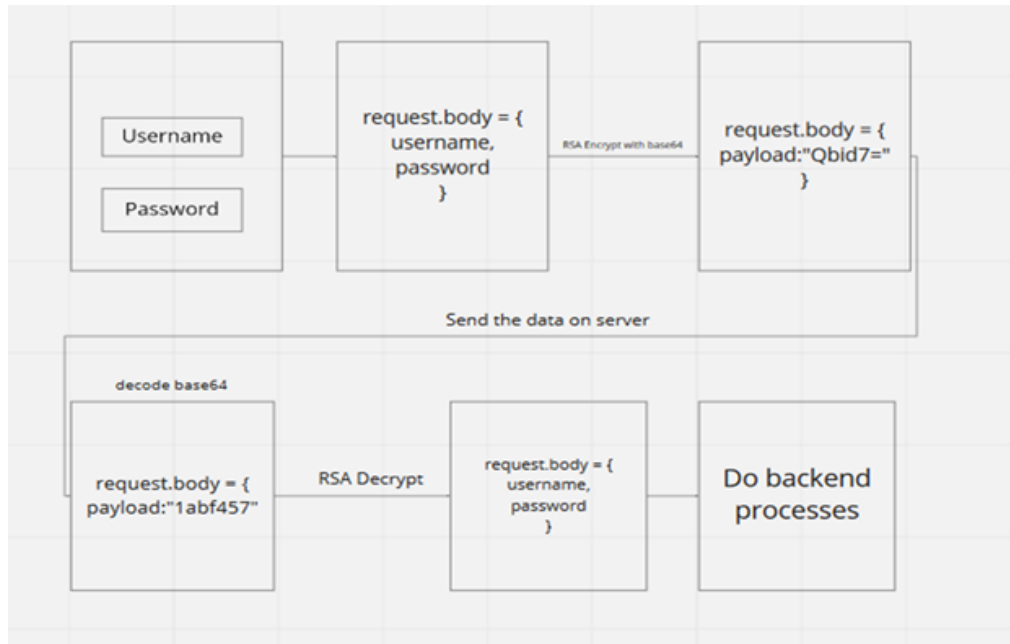 Username
Password
request.body = {
username,
password
}
RSA Encrypt with base64
request.body = {
payload:"Qbid7="
}
Send the data on server
decode base64
request.body = {
payload:"1abf457"
RSA Decrypt
request.body = {
username,
password
}
Do backend
processes